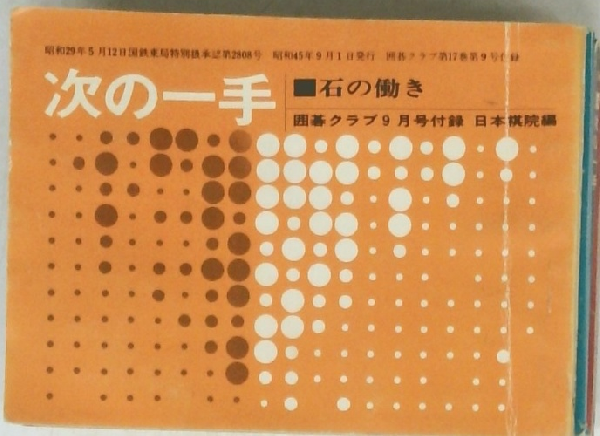 昭和29年5月12日国鉄東局特別扱承認第2808号 昭和45年9月1日発行 囲碁クラブ第17巻第9号付録
次の一手
■石の働き
囲碁クラブ9月号付録 日本棋院編